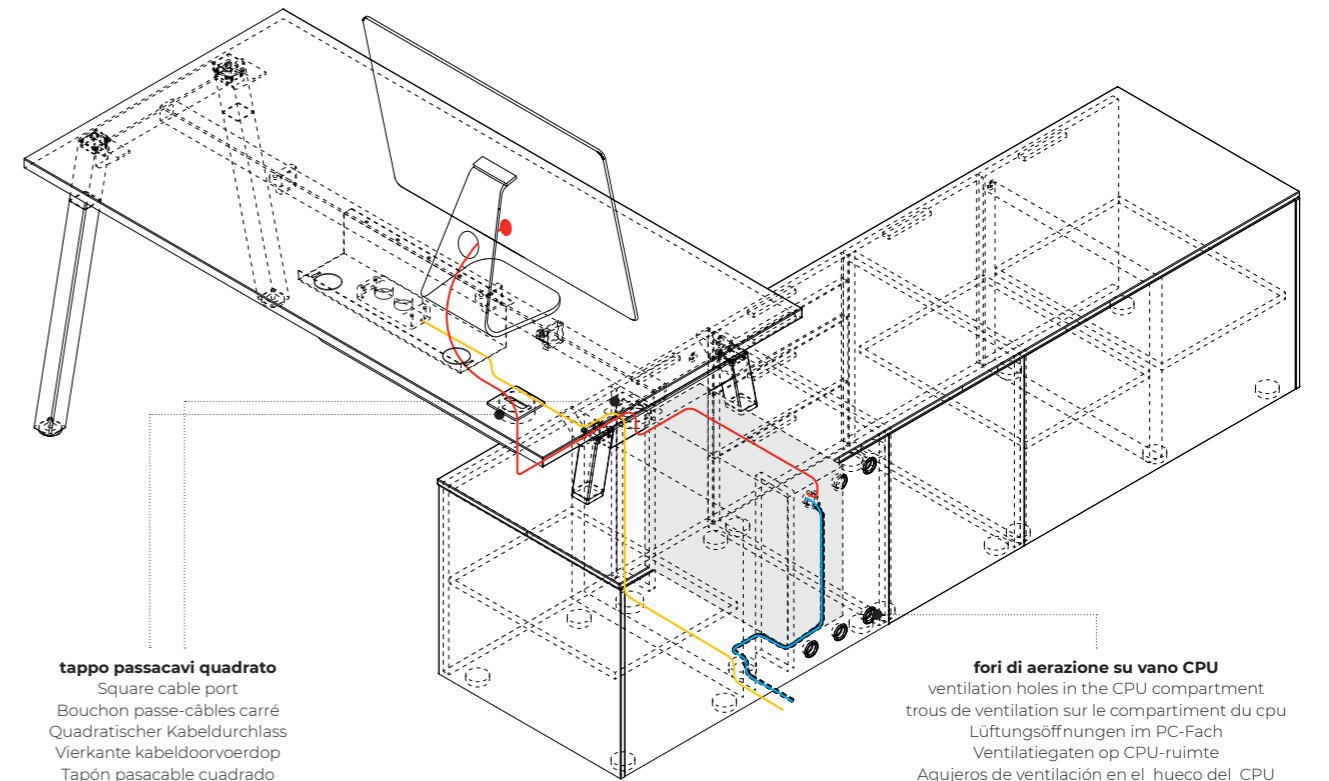 tappo passacavi quadrato
Square cable port
Bouchon passe-câbles carré
Quadratischer Kabeldurchlass
Vierkante kabeldoorvoerdop
Tapón pasacable cuadrado
fori di aerazione su vano CPU
ventilation holes in the CPU compartment
trous de ventilation sur le compartiment du cpu
Lüftungsöffnungen im PC-Fach
Ventilatiegaten op CPU-ruimte
Agujeros de ventilación en el hueco del CPU